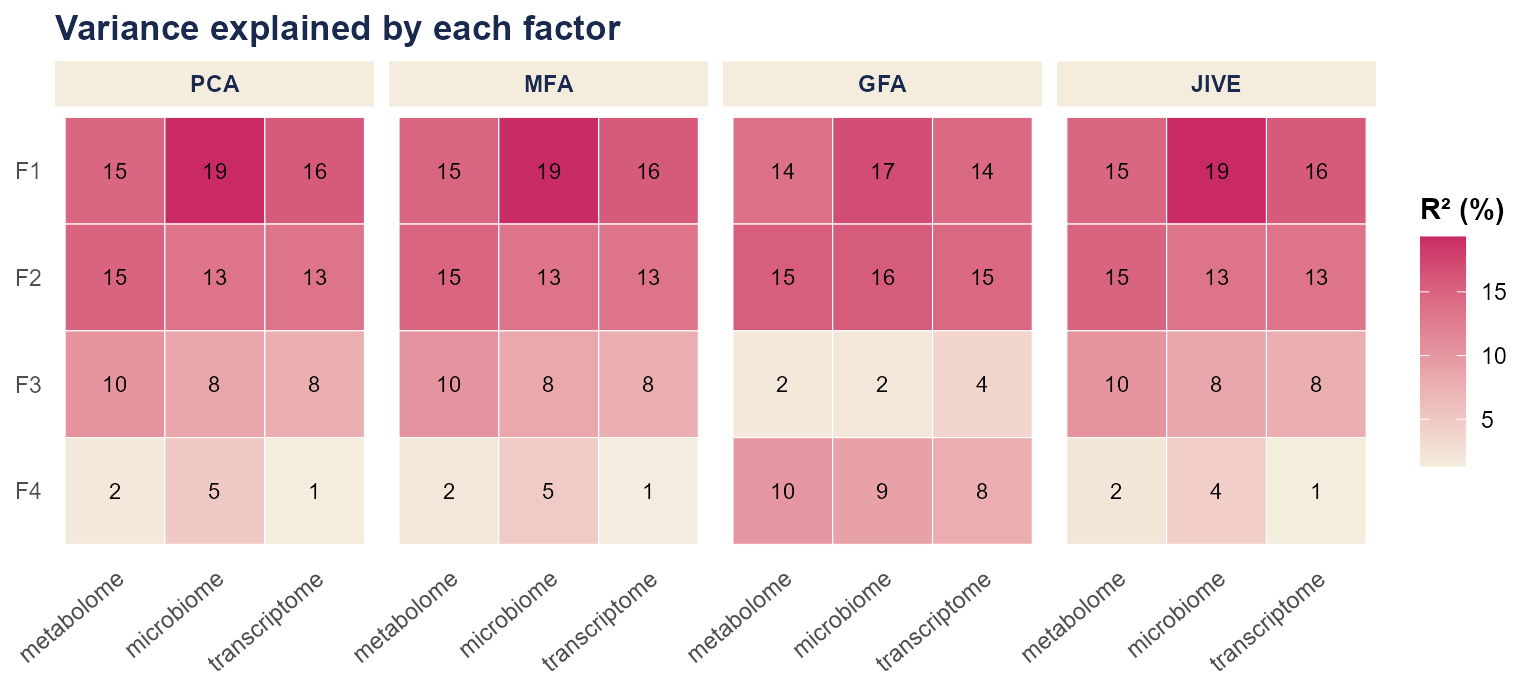 Variance explained by each factor
PCA MFA GFA JIVE
F1 15 19 16 15 19 16 14 17 14 15 19 16
F2 15 13 13 15 13 13 15 16 15 15 13 13
F3 10 8 8 10 8 8 2 2 4 10 8 8
F4 2 5 1 2 5 1 10 9 8 2 4 1
metabolome microbiome transcriptome metabolome microbiome transcriptome metabolome microbiome transcriptome metabolome microbiome transcriptome
R² (%)
15
10
5